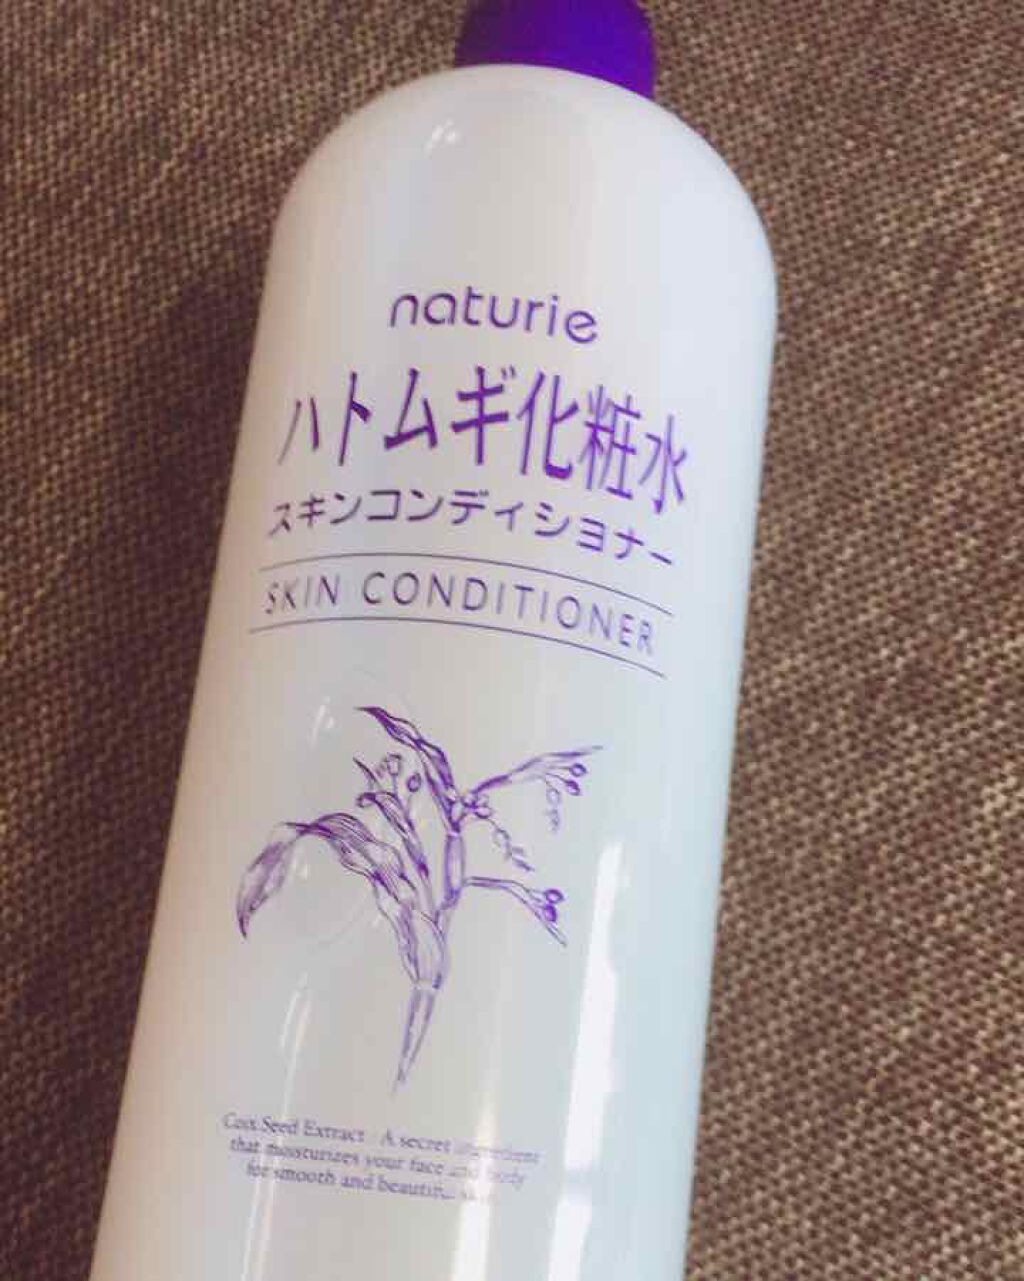 naturie
ハトムギ化粧水
スキンコンディショナー
SKIN CONDITIONER
Coix Seed Extract : A secret ingredient
that moisturizes your face and body
for smooth and beautiful